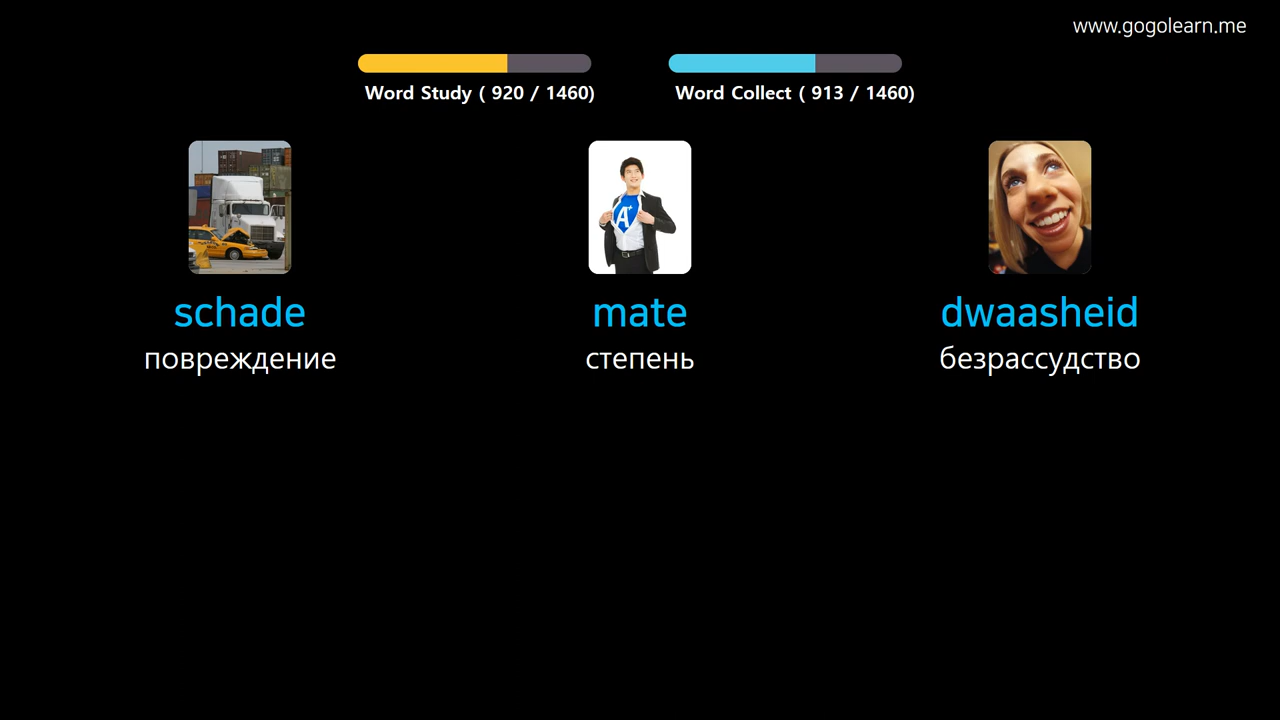 www.gogolearn.me
Word Study ( 920 / 1460)
Word Collect ( 913 / 1460)
A+
schade
mate
dwaasheid
повреждение
степень
безрассудство